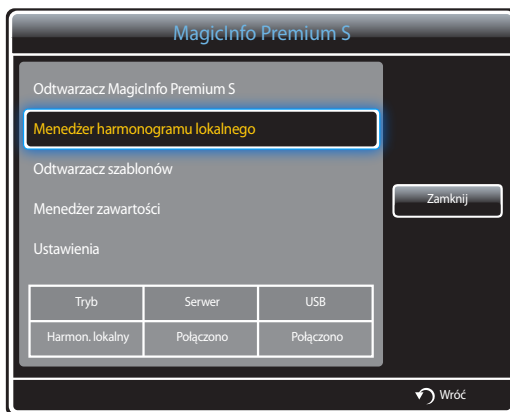 MagicInfo Premium S
Odtwarzacz MagicInfo Premium S
Menedżer harmonogramu lokalnego
Odtwarzacz szablonów
Menedżer zawartości
Ustawienia
Zamknij
Tryb Serwer USB
Harmon. lokalny Połączono Połączono
Wróć